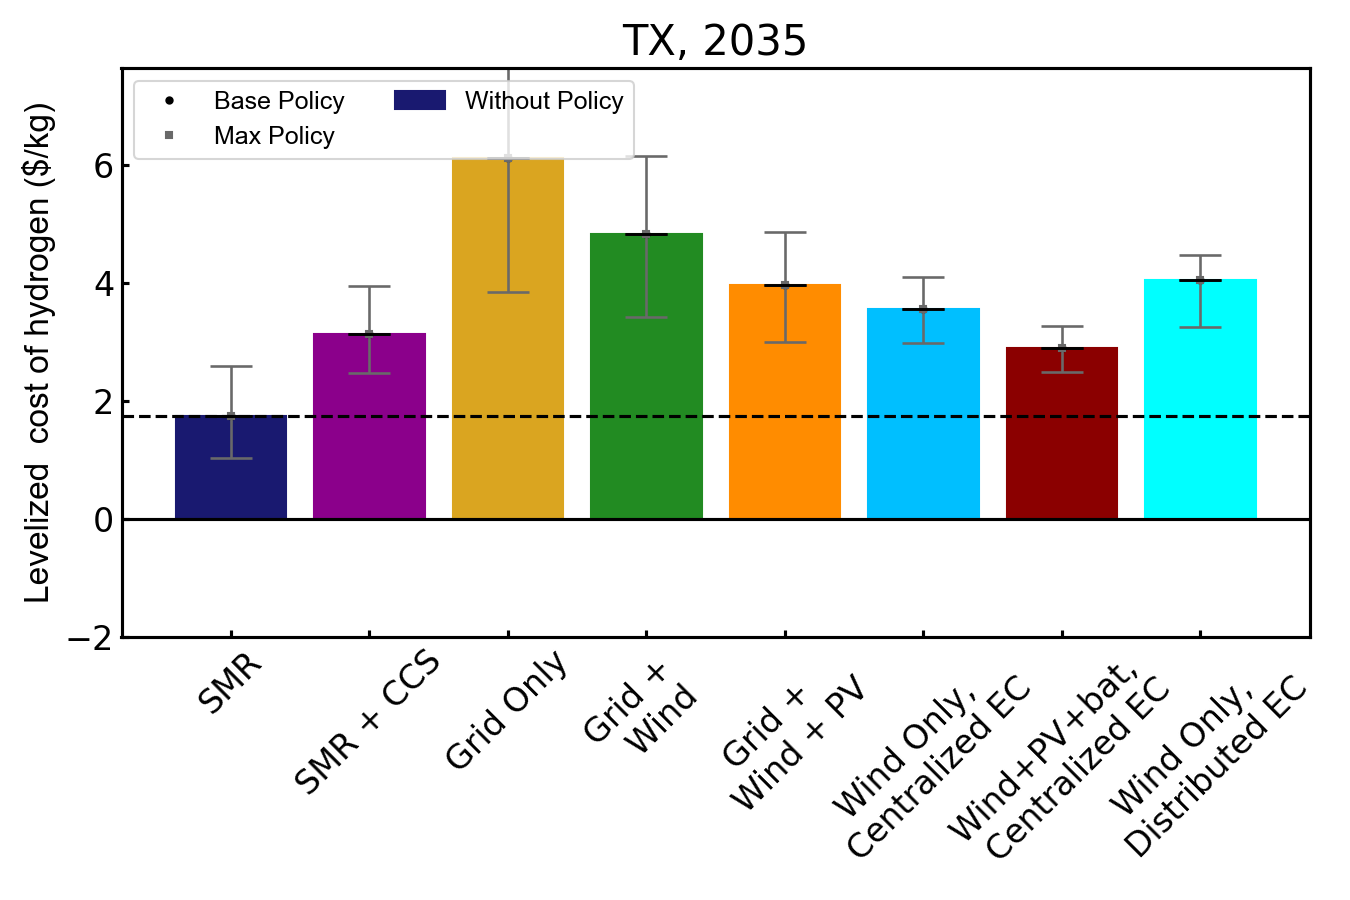 TX, 2035
Base Policy
Max Policy
Without Policy
Levelized  cost of hydrogen ($/kg)
6
4
2
0
−2
SMR
SMR + CCS
Grid Only
Grid +
Wind
Grid +
Wind + PV
Wind Only,
Centralized EC
Wind+PV+bat,
Centralized EC
Wind Only,
Distributed EC